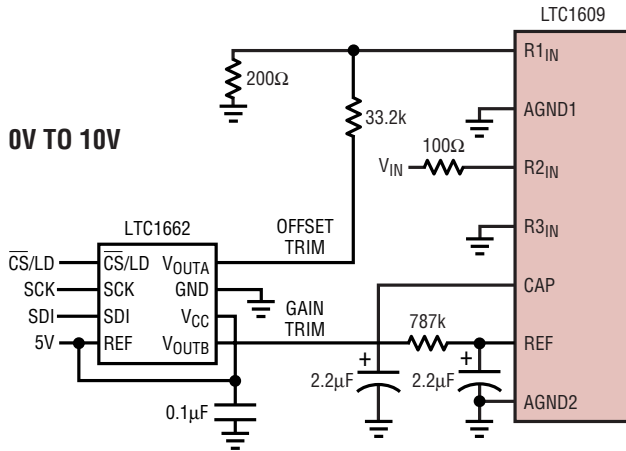 LTC1609
R1IN
200Ω
33.2k
AGND1
0V TO 10V
100Ω
VIN
R2IN
LTC1662
OFFSET
TRIM
R3IN
CS/LD
CS/LD
VOUTA
SCK
SCK
GND
CAP
SDI
SDI
VCC
GAIN
TRIM
787k
5V
REF
VOUTB
REF
+
+
2.2µF
2.2µF
0.1µF
AGND2